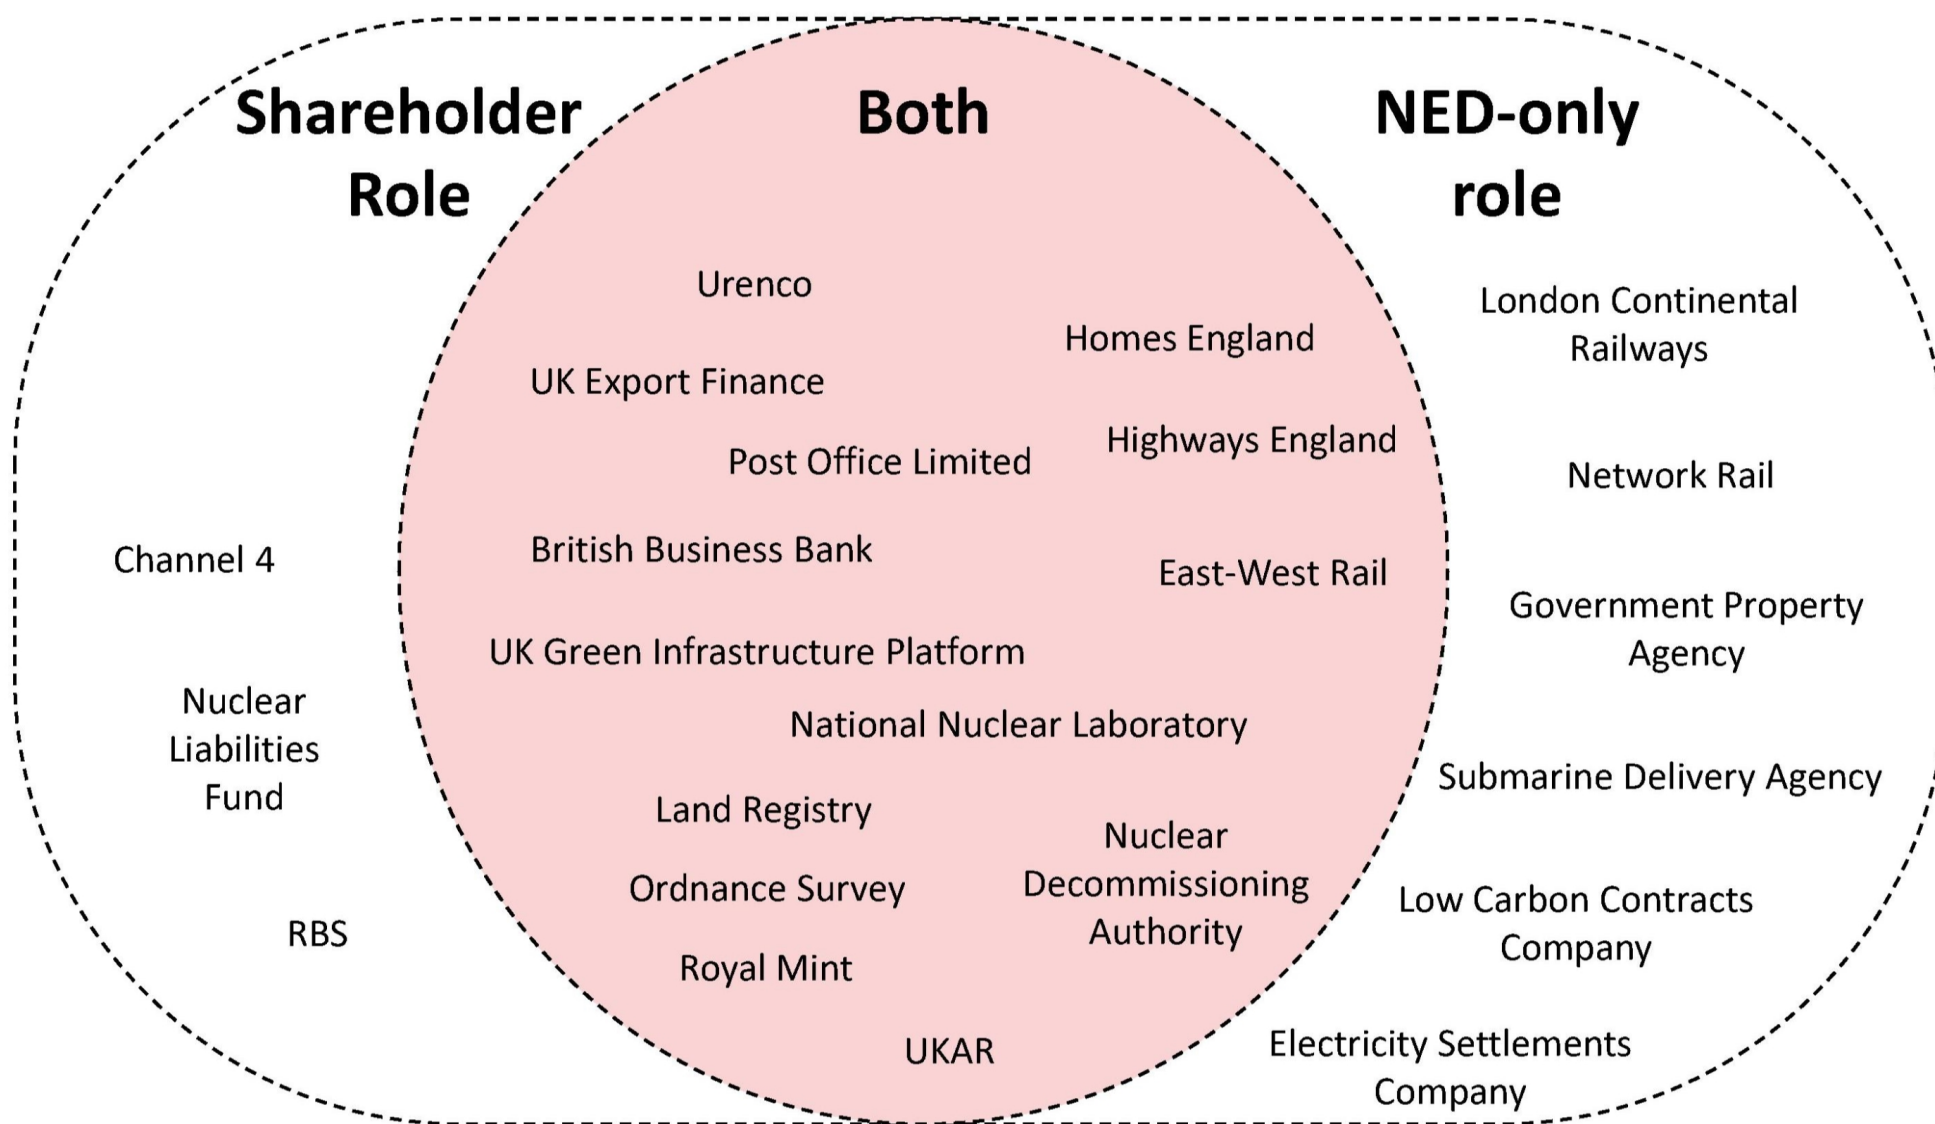 Shareholder
Role
Channel 4
Nuclear
Liabilities
Fund
RBS
Both
Urenco
Homes England
UK Export Finance
Highways England
Post Office Limited
British Business Bank
East-West Rail
UK Green Infrastructure Platform
National Nuclear Laboratory
Land Registry
Nuclear
Decommissioning
Authority
Ordnance Survey
Royal Mint
UKAR
NED-only
role
London Continental
Railways
Network Rail
Government Property
Agency
Submarine Delivery Agency
Low Carbon Contracts
Company
Electricity Settlements
Company